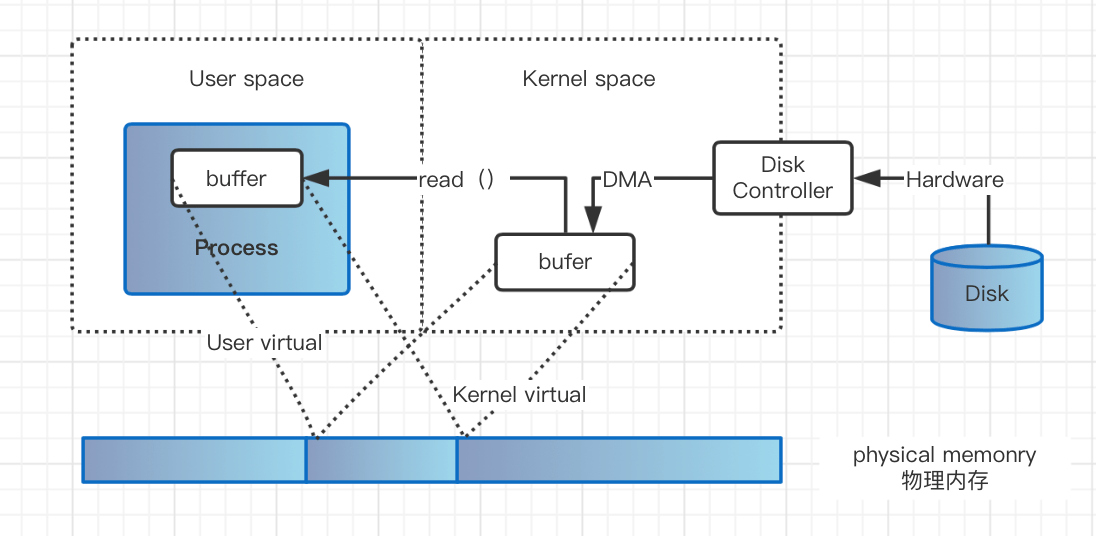 User space
Kernel space
buffer
read（）
DMA
Disk
Controller
Hardware
Process
bufer
Disk
User virtual
Kernel virtual
physical memonry
物理内存